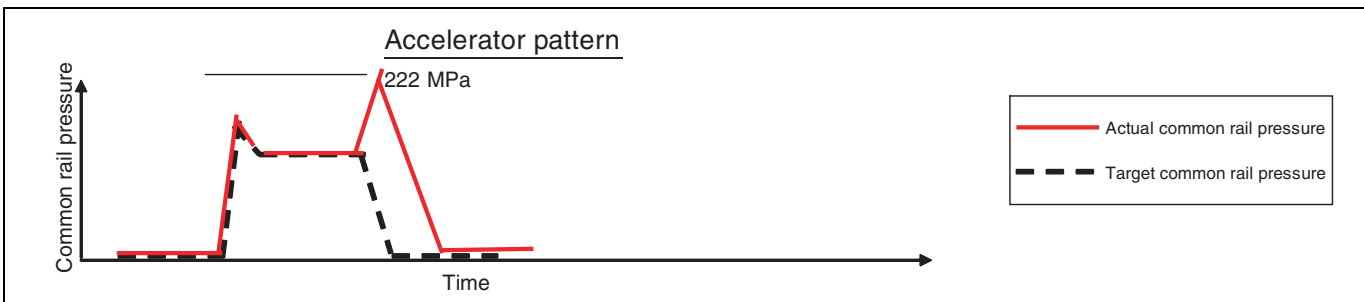 Accelerator pattern
222 MPa
Common rail pressure
Time
Actual common rail pressure
Target common rail pressure